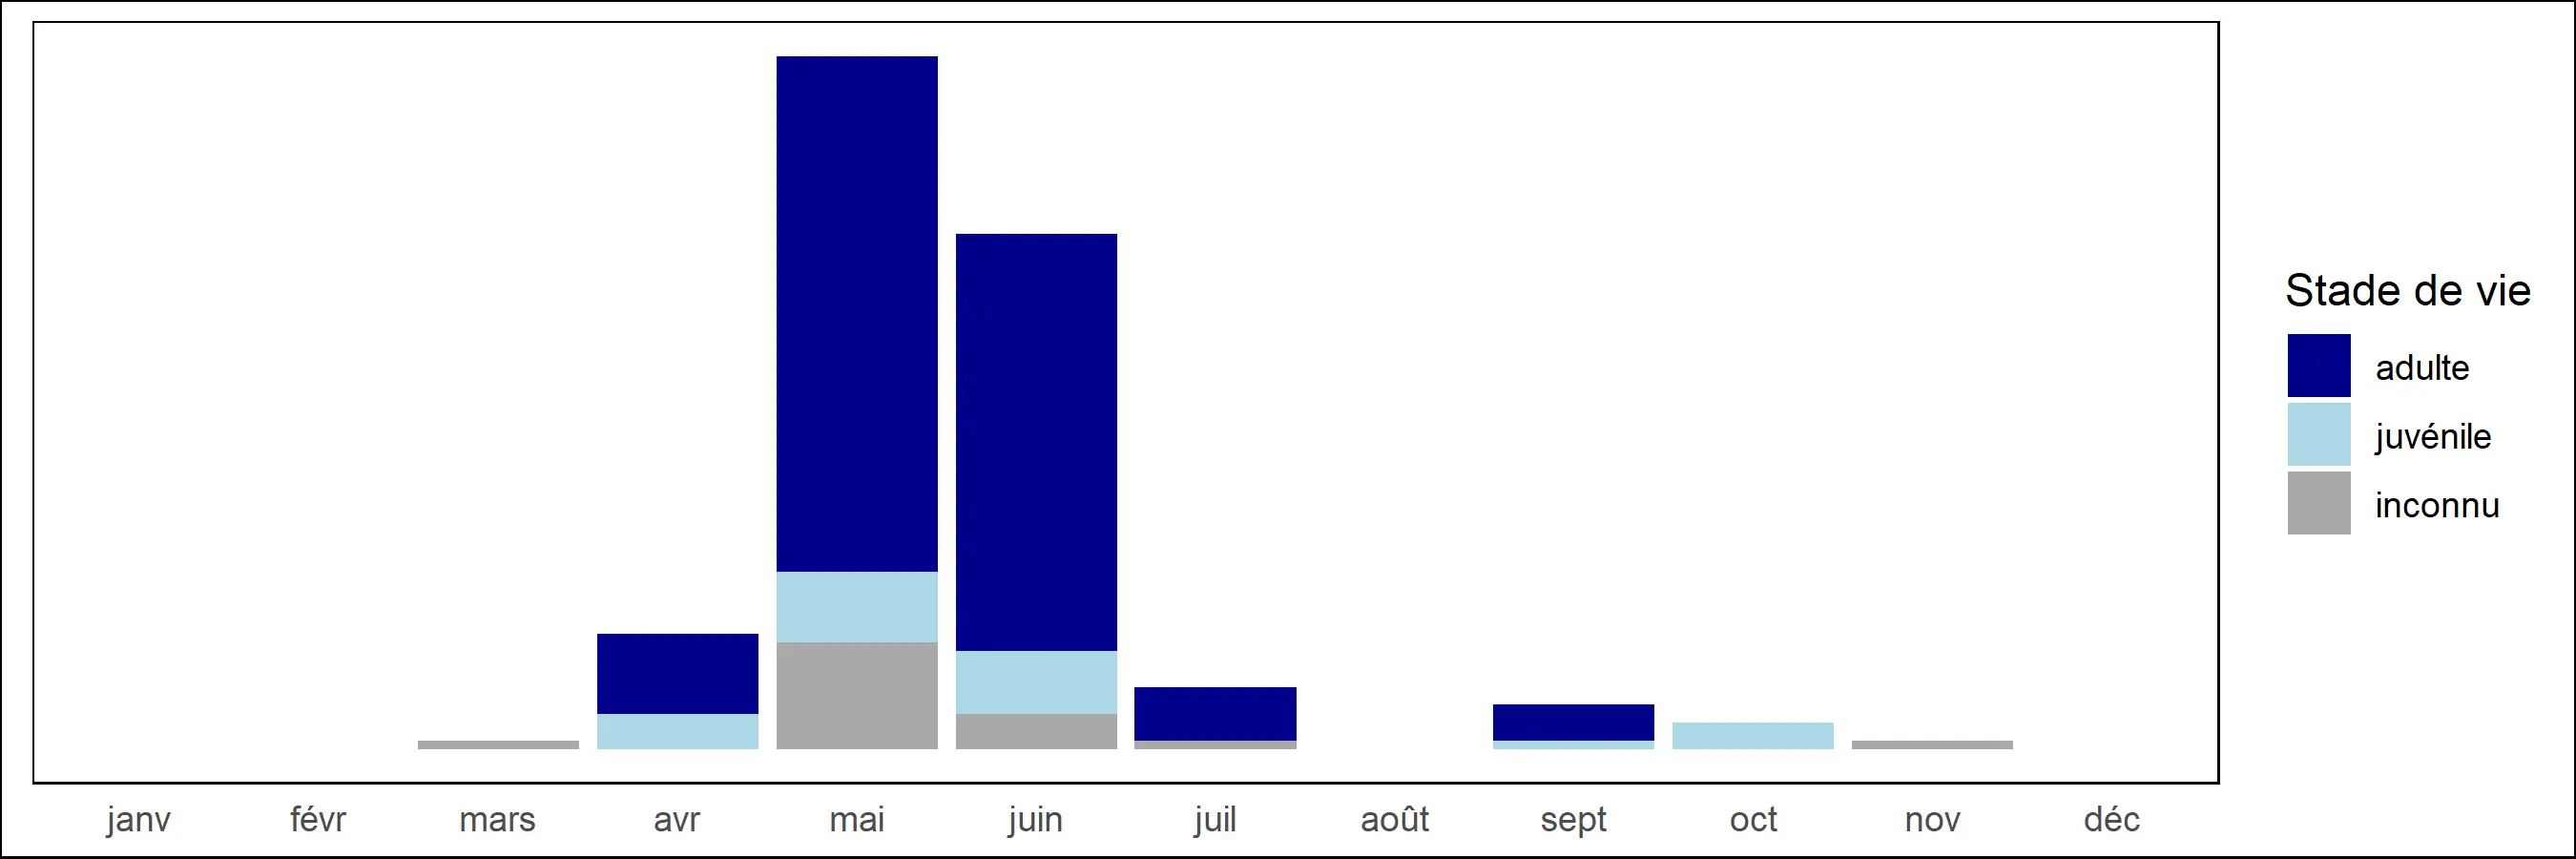 Stade de vie
adulte
juvénile
inconnu
janv févr mars avr mai juin juil août sept oct nov déc